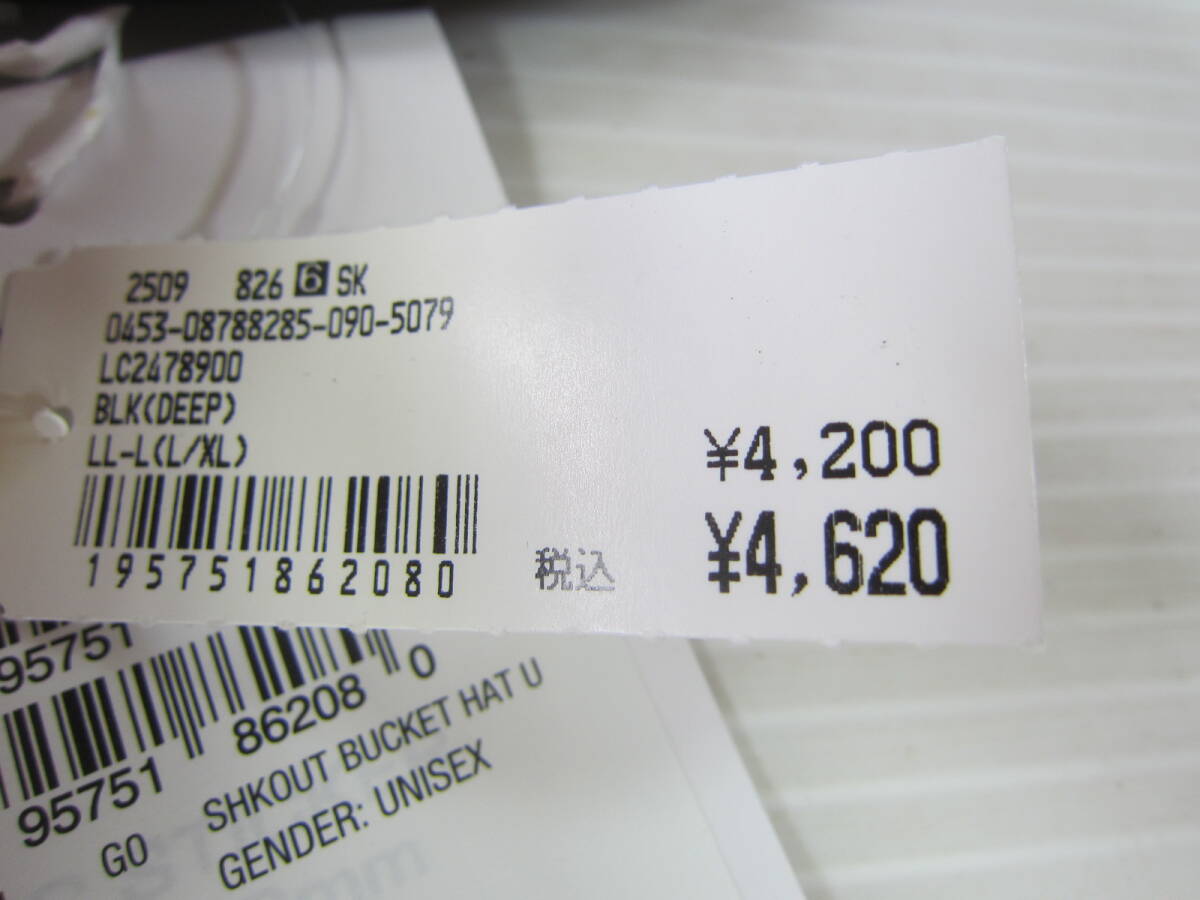 2509 826 6 SK
0453-08788285-090-5079
LC2478900
BLK(DEEP)
LL-L(L/XL)
195751862080
¥4,200
税込 ¥4,620
95751
95751 86208 0
G0 SHKOUT BUCKET HAT U
GENDER: UNISEX